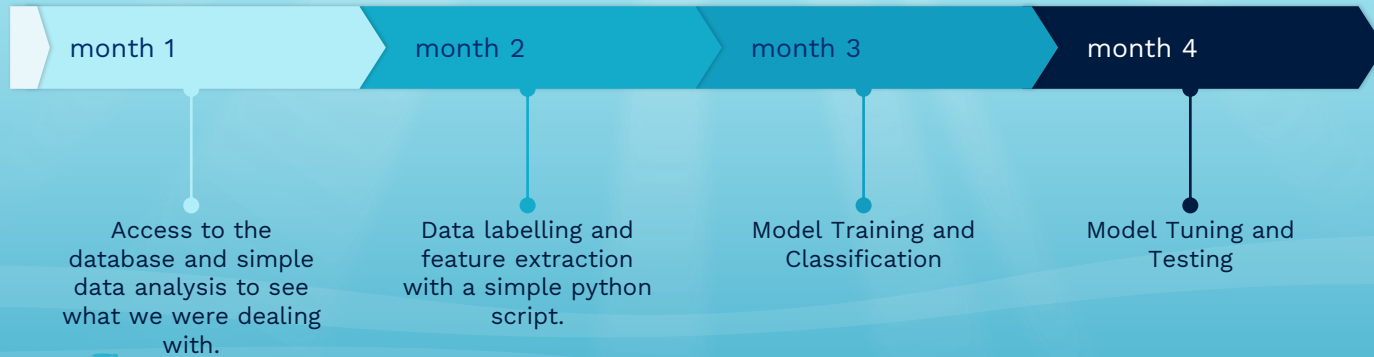 month 1
month 2
month 3
month 4
Access to the
database and simple
data analysis to see
what we were dealing
with.
Data labelling and
feature extraction
with a simple python
script.
Model Training and
Classification
Model Tuning and
Testing